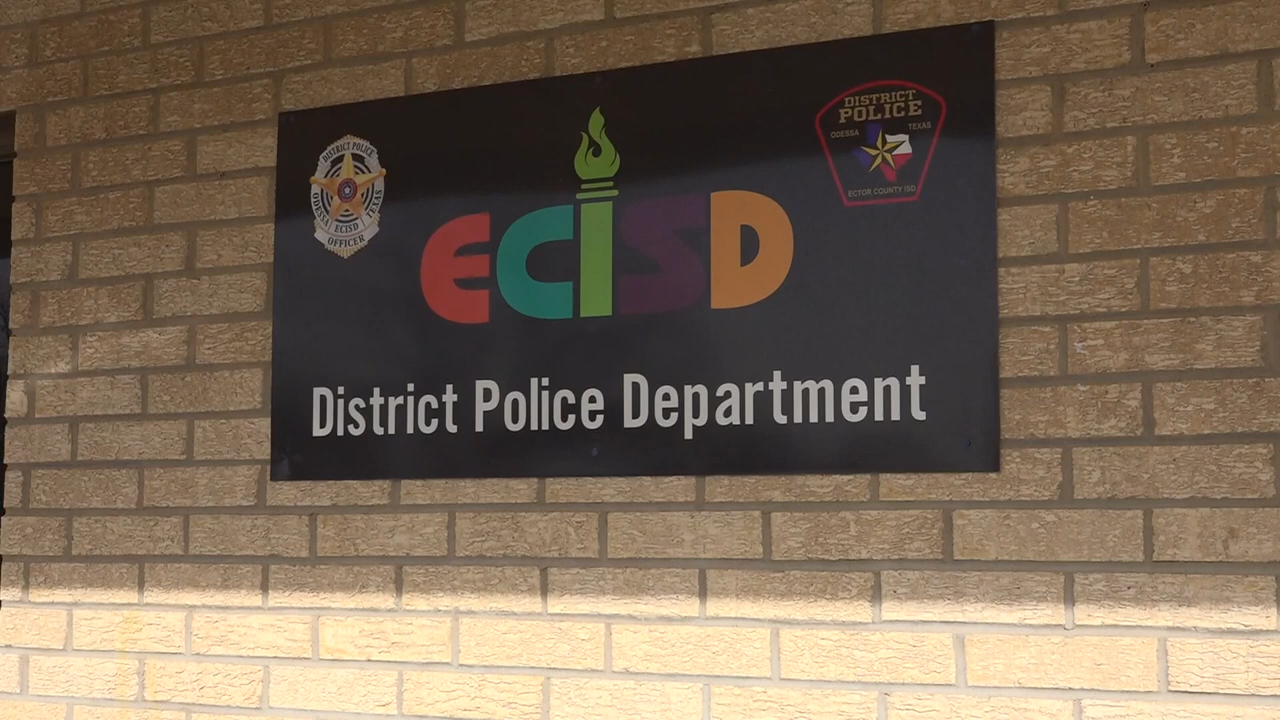 DISTRICT POLICE
ODESSA
TEXAS
ECISD
OFFICER
ECISD
DISTRICT
POLICE
ODESSA TEXAS
ECTOR COUNTY ISD
District Police Department